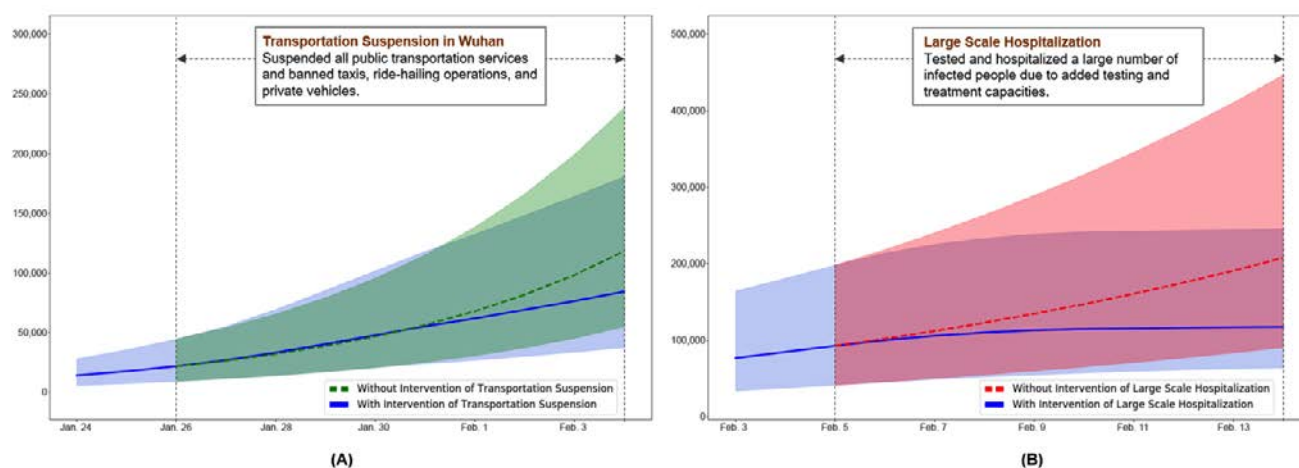 300,000
250,000
200,000
150,000
100,000
50,000
0
Transportation Suspension in Wuhan
Suspended all public transportation services
and banned taxis, ride-hailing operations, and
private vehicles.
Without Intervention of Transportation Suspension
With Intervention of Transportation Suspension
Jan. 24 Jan. 26 Jan. 28 Jan. 30 Feb. 1 Feb. 3
(A)
500,000
400,000
300,000
200,000
100,000
0
Large Scale Hospitalization
Tested and hospitalized a large number of
infected people due to added testing and
treatment capacities.
Without Intervention of Large Scale Hospitalization
With Intervention of Large Scale Hospitalization
Feb. 3 Feb. 5 Feb. 7 Feb. 9 Feb. 11 Feb. 13
(B)